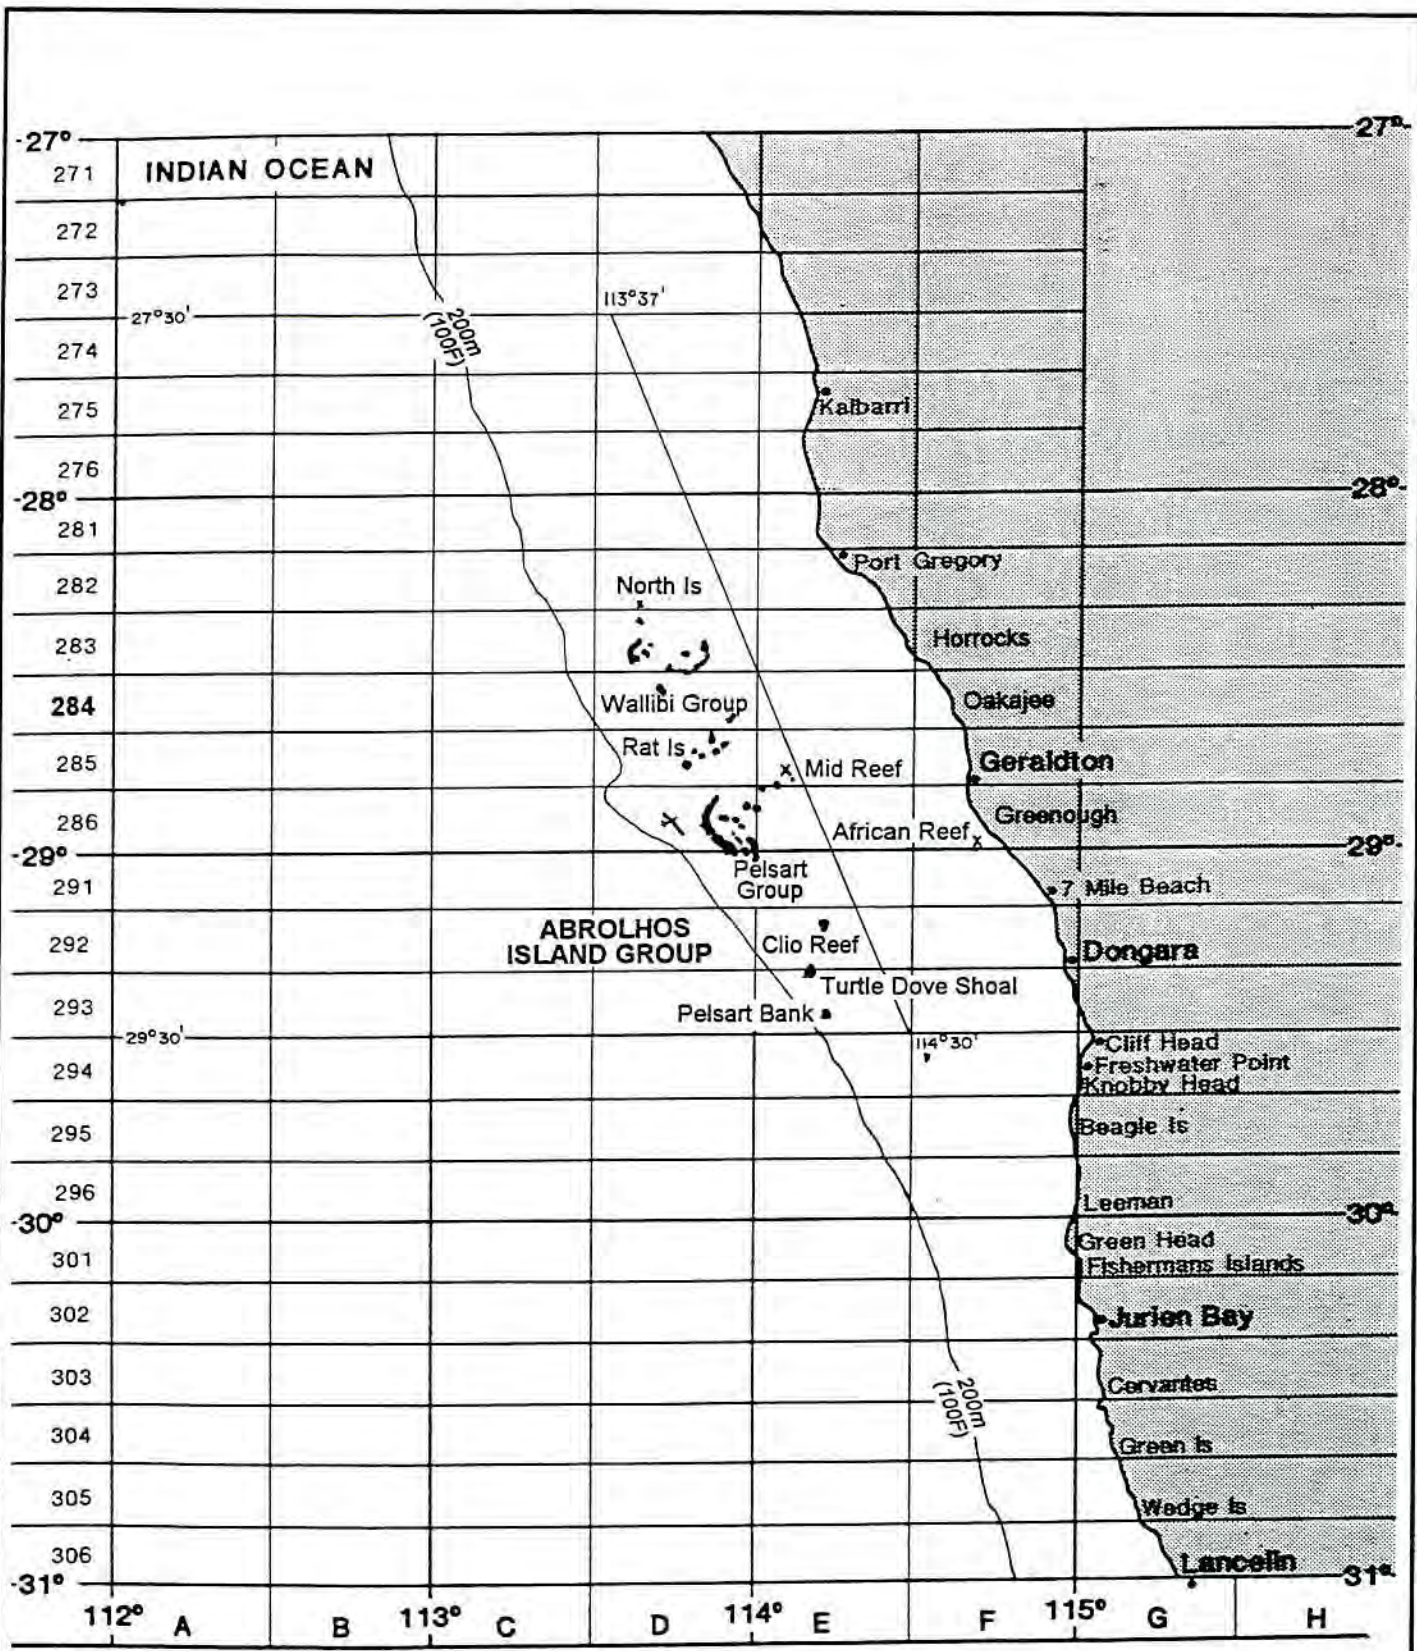 27° 27°
271 INDIAN OCEAN
272
273 113°37'
27°30' 200m
(100F)
274
275 Kalbarri
276
28° 28°
281
Port Gregory
282 North Is
283 Horrocks
284 Wallibi Group Oakajee
285 Rat Is Mid Reef Geraldton
286 African Reef Greenough
29° 29°
Pelsart
Group
291 7 Mile Beach
292 ABROLHOS
ISLAND GROUP
Clio Reef Dongara
Turtle Dove Shoal
293 Pelsart Bank
29°30' 114°30' Cliff Head
294 Freshwater Point
Knobby Head
295 Beagle Is
296 Leeman
30° 30°
301 Green Head
Fishermans Islands
302 Jurien Bay
303 Cervantes
200m
(100F)
304 Green Is
305 Wedge Is
306 Lancelin
31° 31°
112° A B 113° C D 114° E F 115° G H